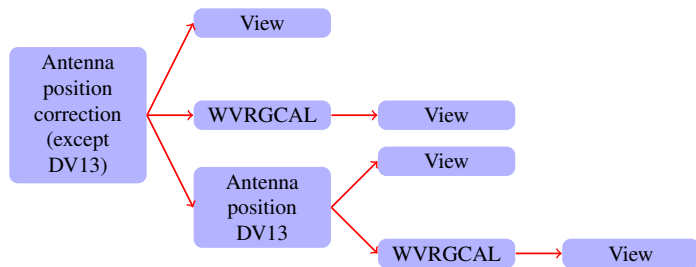 View
Antenna
position
correction
(except
DV13)
WVRGCAL
View
View
Antenna
position
DV13
WVRGCAL
View